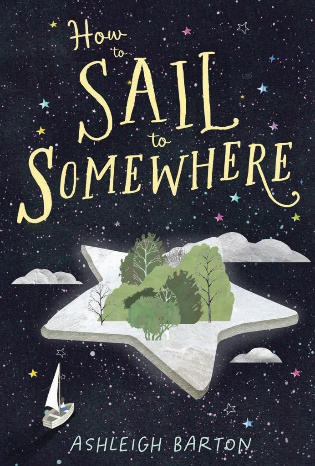 How
to
SAIL
to
SOMEWHERE
ASHLEIGH BARTON